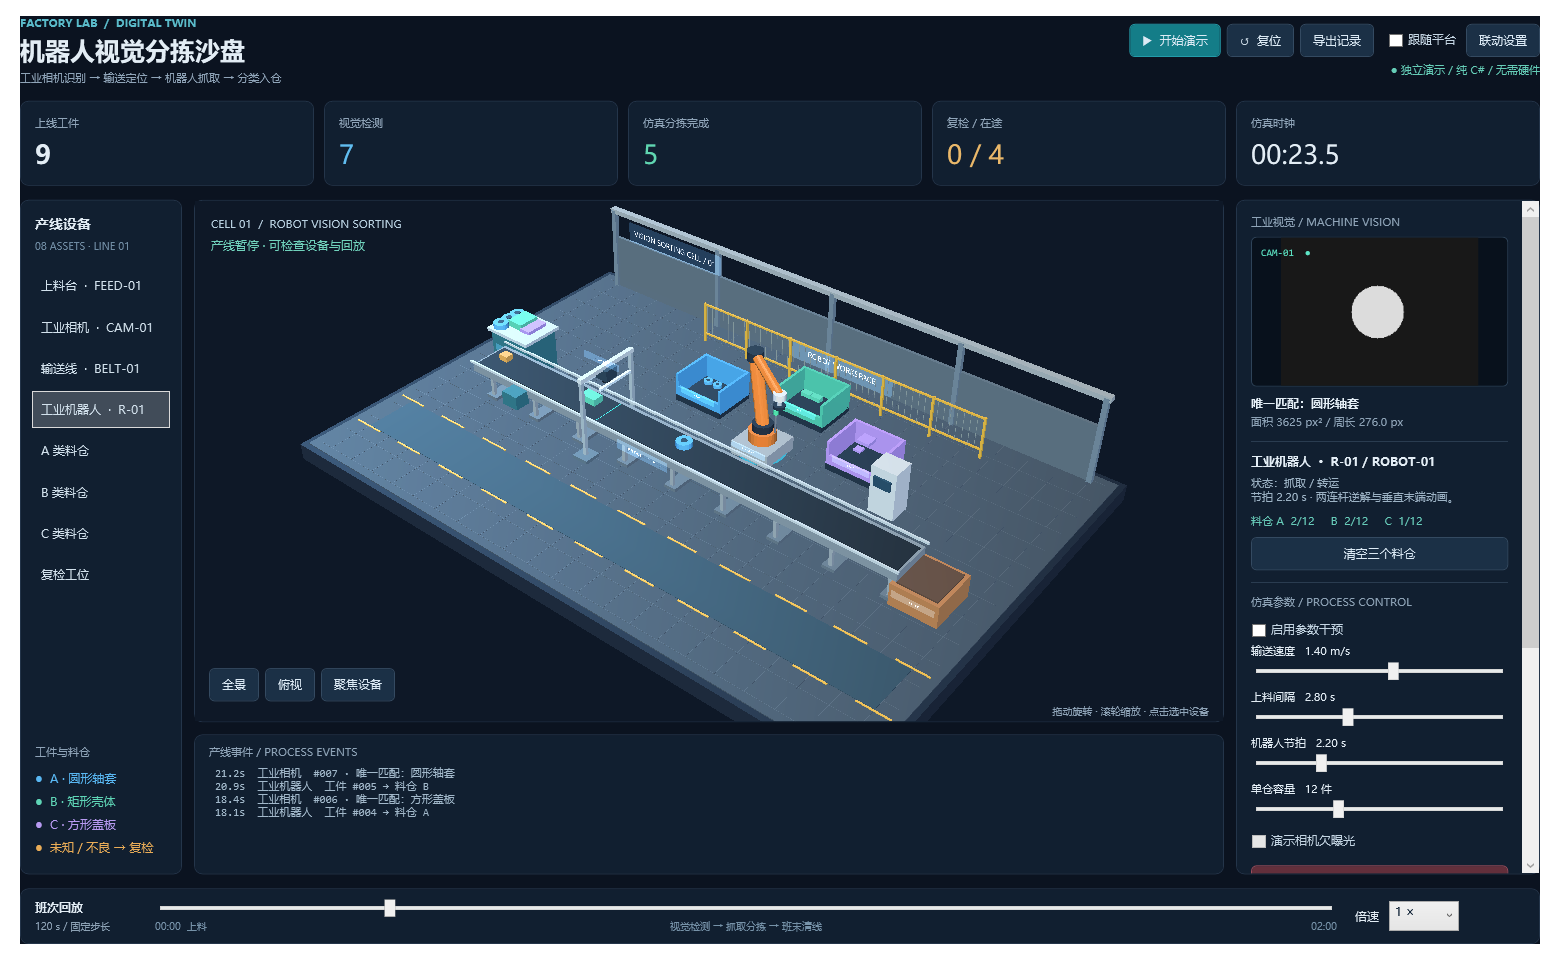 FACTORY LAB / DIGITAL TWIN
机器人视觉分拣沙盘
工业相机识别 → 输送定位 → 机器人抓取 → 分类入仓
▶ 开始演示
↺ 复位
导出记录
跟随平台
联动设置
● 独立演示 / 纯 C# / 无需硬件
上线工件
9
视觉检测
7
仿真分拣完成
5
复检 / 在途
0 / 4
仿真时钟
00:23.5
产线设备
08 ASSETS · LINE 01
上料台 · FEED-01
工业相机 · CAM-01
输送线 · BELT-01
工业机器人 · R-01
A 类料仓
B 类料仓
C 类料仓
复检工位
工件与料仓
● A · 圆形轴套
● B · 矩形壳体
● C · 方形盖板
● 未知 / 不良 → 复检
CELL 01 / ROBOT VISION SORTING
产线暂停 · 可检查设备与回放
VISION SORTING CELL / 0
全景
俯视
聚焦设备
拖动旋转 · 滚轮缩放 · 点击选中设备
产线事件 / PROCESS EVENTS
21.2s 工业相机 #007 · 唯一匹配: 圆形轴套
20.9s 工业机器人 工件 #005 → 料仓 B
18.4s 工业相机 #006 · 唯一匹配: 方形盖板
18.1s 工业机器人 工件 #004 → 料仓 A
工业视觉 / MACHINE VISION
CAM-01 ●
唯一匹配: 圆形轴套
面积 3625 px² / 周长 276.0 px
工业机器人 · R-01 / ROBOT-01
状态: 抓取 / 转运
节拍 2.20 s · 两连杆逆解与垂直末端动画。
料仓 A 2/12 B 2/12 C 1/12
清空三个料仓
仿真参数 / PROCESS CONTROL
启用参数干预
输送速度 1.40 m/s
上料间隔 2.80 s
机器人节拍 2.20 s
单仓容量 12 件
演示相机欠曝光
班次回放
120 s / 固定步长
00:00 上料
视觉检测 → 抓取分拣 → 班末清线
02:00
倍速
1 ×